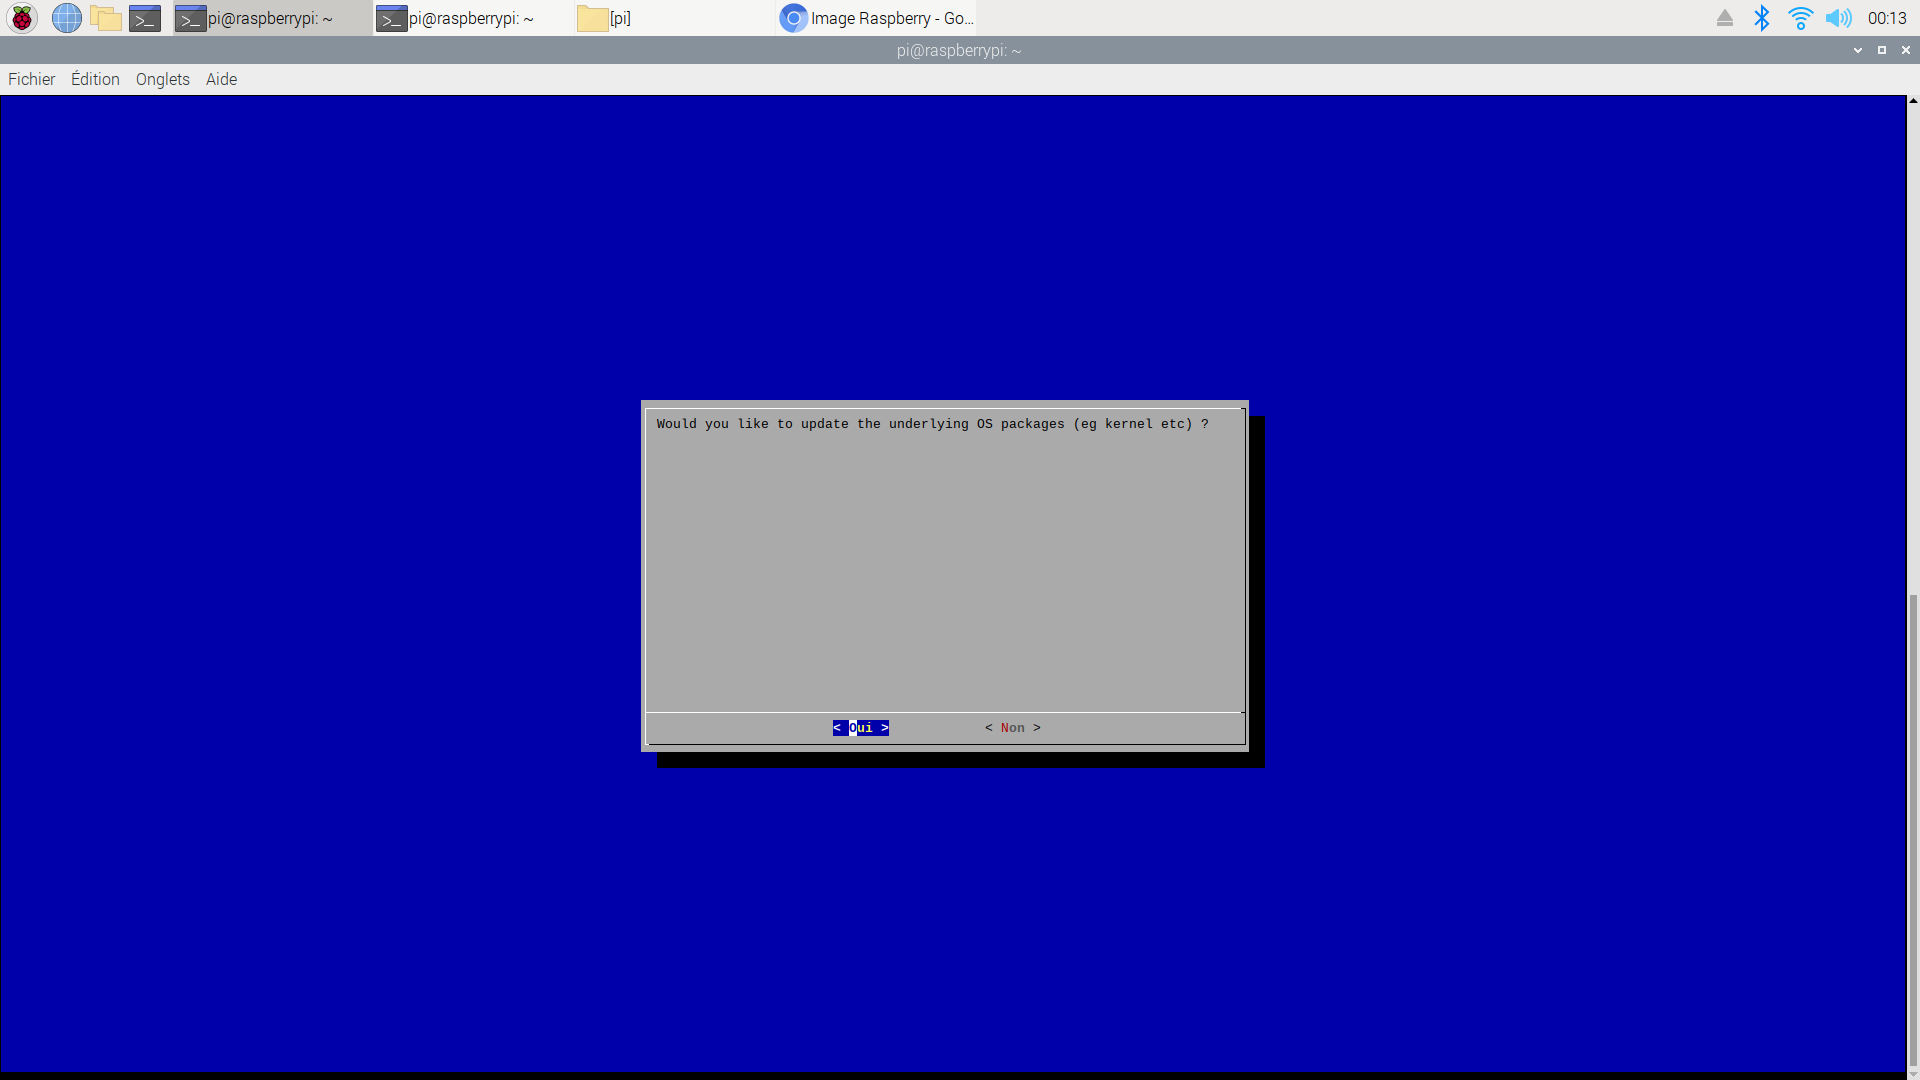 pi@raspberrypi: ~
pi@raspberrypi: ~
[pi]
Image Raspberry - Go...
00:13
pi@raspberrypi: ~
Fichier Édition Onglets Aide
Would you like to update the underlying OS packages (eg kernel etc) ?
< Oui > < Non >